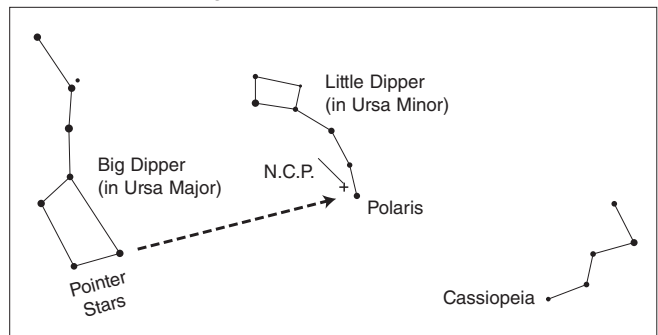 Little Dipper
(in Ursa Minor)
Big Dipper
(in Ursa Major)
N.C.P.
Polaris
Pointer
Stars
Cassiopeia